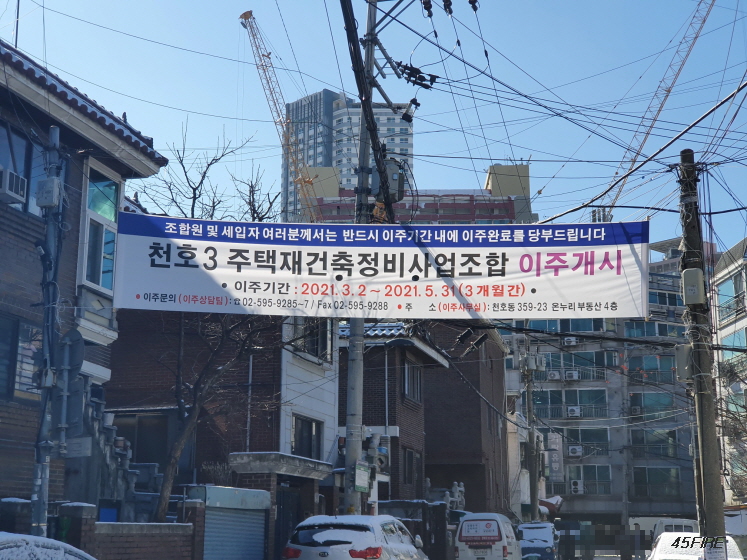 조합원 및 세입자 여러분께서는 반드시 이주기간 내에 이주완료를 당부드립니다
천호3 주택재건축정비사업조합 이주개시
• 이주기간 : 2021. 3. 2 ~ 2021. 5. 31 (3개월간) •
● 이주문의 (이주상담팀) : ☎ 02-595-9285~7 / Fax 02-595-9288 ● 주 소 (이주사무실) : 천호동 359-23 온누리 부동산 4층
45FIRE